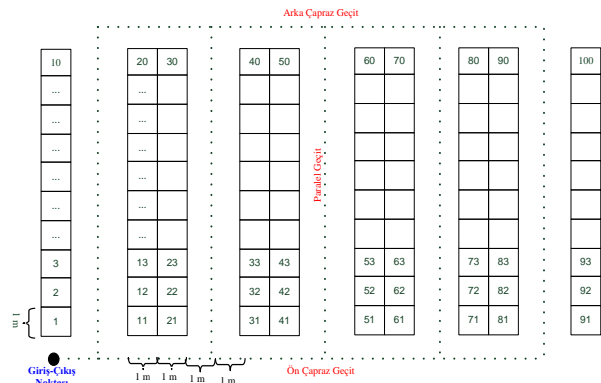 Arka Çapraz Geçit
10 20 30 40 50 60 70 80 90 100
... ...
... ...
... ...
... ...
... ...
... ...
3 13 23 33 43 53 63 73 83 93
2 12 22 32 42 52 62 72 82 92
1 11 21 31 41 51 61 71 81 91
1 m
Paralel Geçit
Giriş-Çıkış
Noktası
1 m 1 m 1 m 1 m
Ön Çapraz Geçit